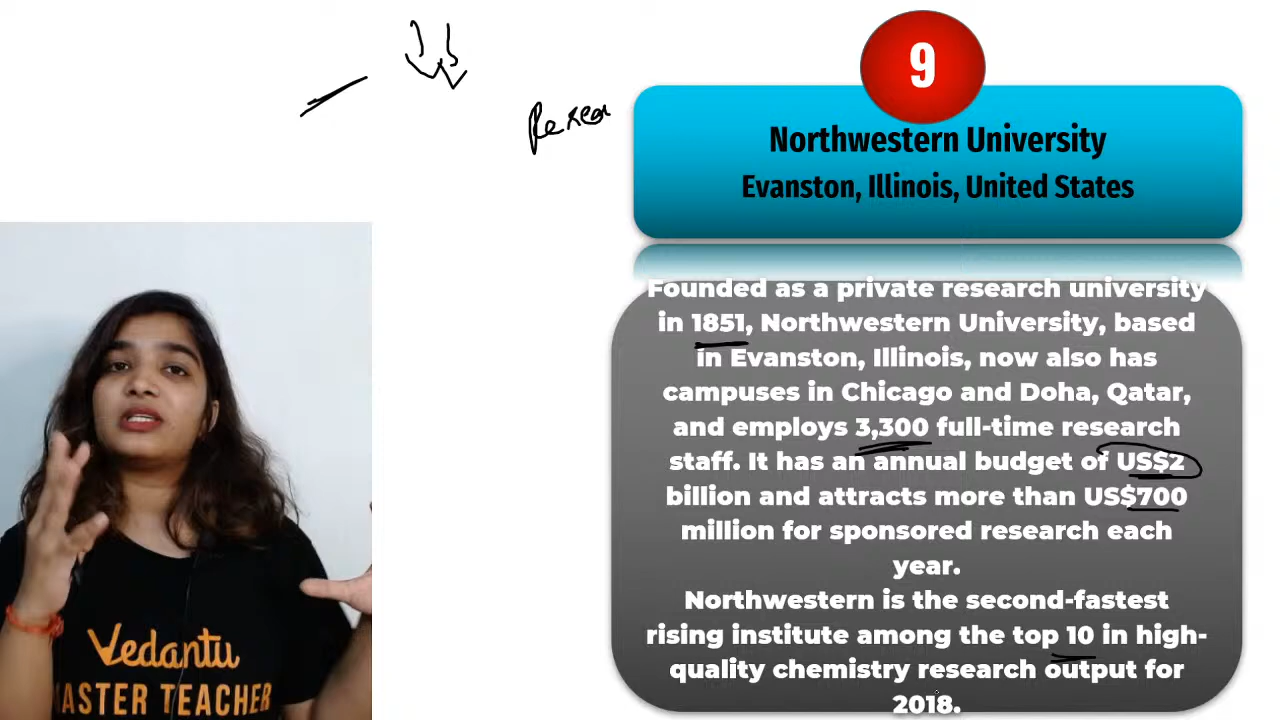 9
Northwestern University
Evanston, Illinois, United States
Founded as a private research university
in 1851, Northwestern University, based
in Evanston, Illinois, now also has
campuses in Chicago and Doha, Qatar,
and employs 3,300 full-time research
staff. It has an annual budget of US$2
billion and attracts more than US$700
million for sponsored research each
year.
Northwestern is the second-fastest
rising institute among the top 10 in high-
quality chemistry research output for
2018.
Vedantu
MASTER TEACHER